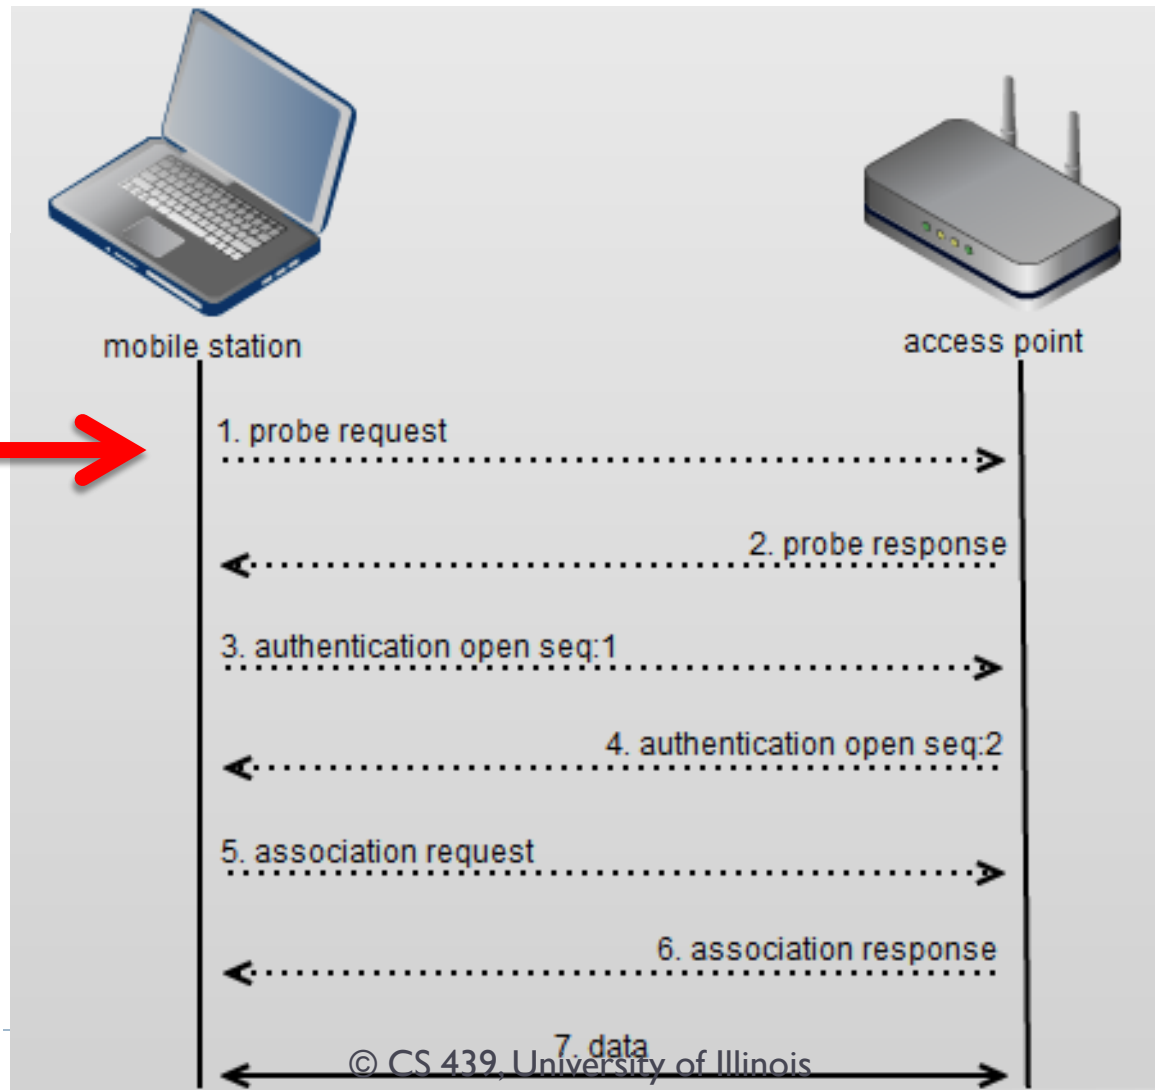 mobile station
access point
1. probe request
2. probe response
3. authentication open seq:1
4. authentication open seq:2
5. association request
6. association response
7. data
© CS 439, University of Illinois